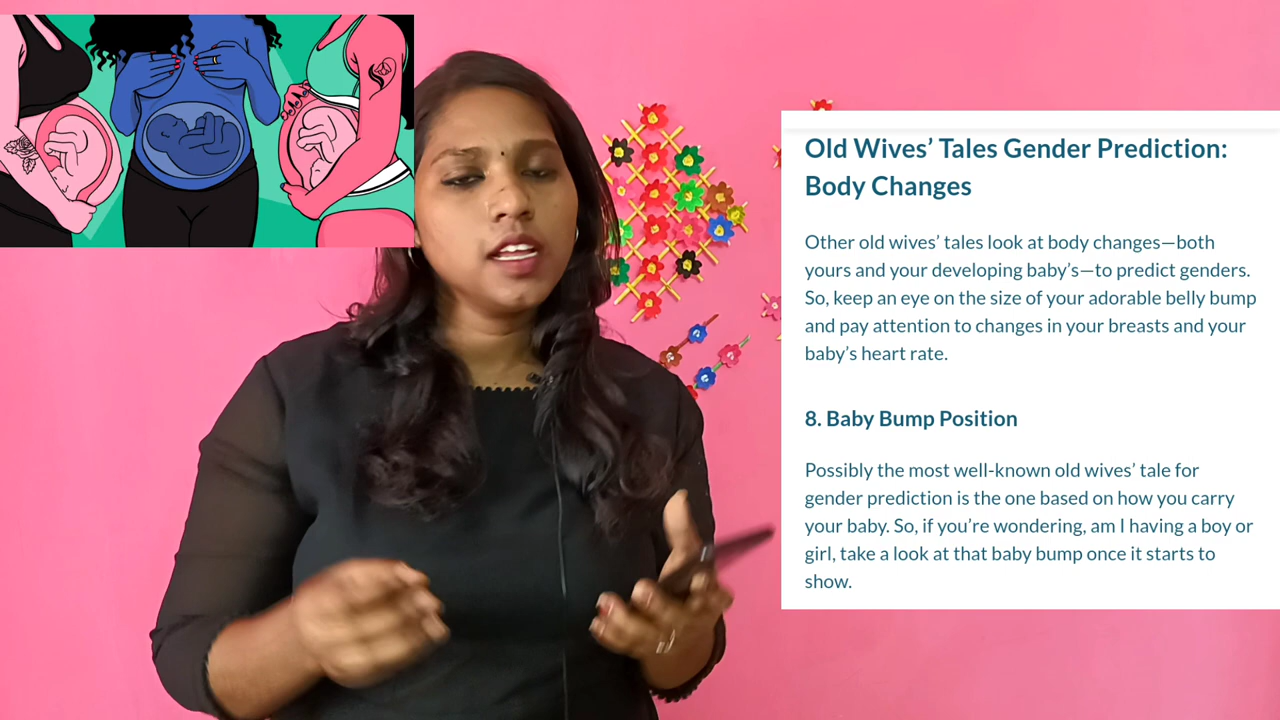 Old Wives’ Tales Gender Prediction:
Body Changes
Other old wives’ tales look at body changes—both
yours and your developing baby’s—to predict genders.
So, keep an eye on the size of your adorable belly bump
and pay attention to changes in your breasts and your
baby’s heart rate.
8. Baby Bump Position
Possibly the most well-known old wives’ tale for
gender prediction is the one based on how you carry
your baby. So, if you’re wondering, am I having a boy or
girl, take a look at that baby bump once it starts to
show.